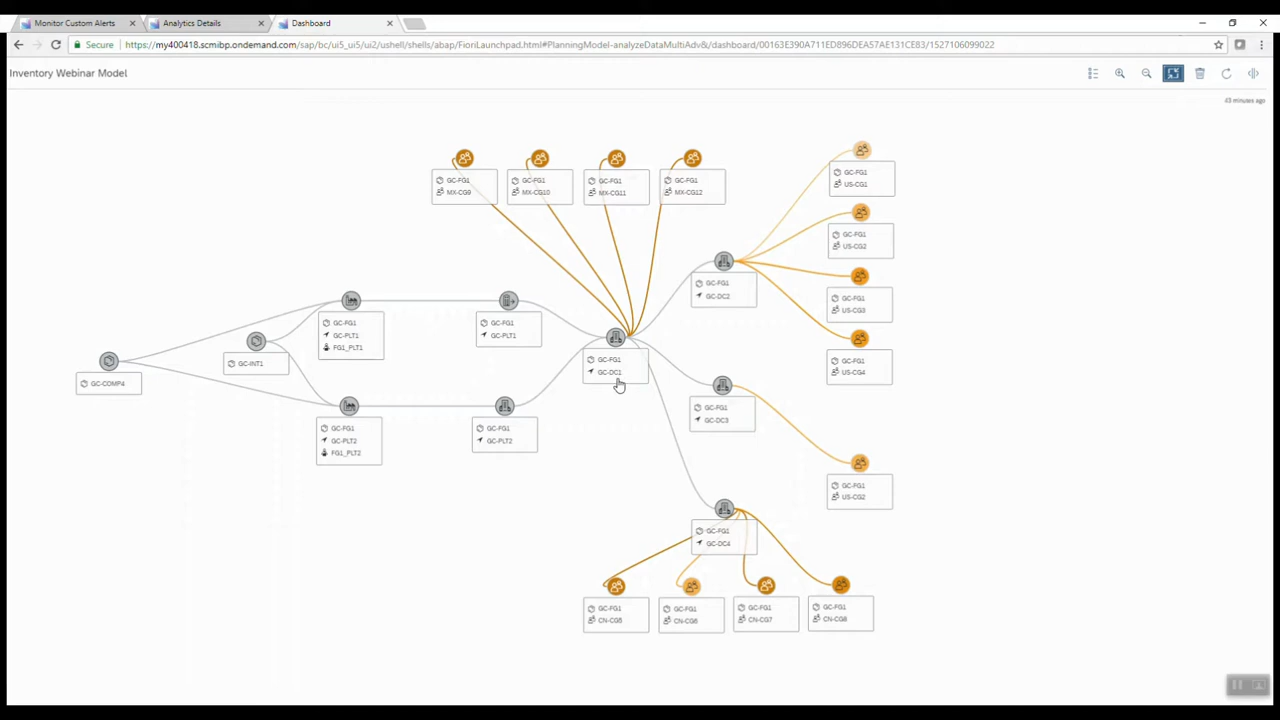 Monitor Custom Alerts
Analytics Details
Dashboard
Secure
https://my400418.scmibp.ondemand.com/sap/bc/ui5_ui5/ui2/ushell/shells/abap/FioriLaunchpad.html#PlanningModel-analyzeDataMultiAdv&/dashboard/00163E390A711ED896DEA57AE131CE83/1527106099022
Inventory Webinar Model
43 minutes ago
GC-FG1
MX-CG9
GC-FG1
MX-CG10
GC-FG1
MX-CG11
GC-FG1
MX-CG12
GC-FG1
US-CG1
GC-FG1
US-CG2
GC-FG1
US-CG3
GC-FG1
US-CG4
GC-FG1
GC-DC2
GC-FG1
GC-PLT1
FG1_PLT1
GC-FG1
GC-PLT1
GC-FG1
GC-DC1
GC-INT1
GC-COMP4
GC-FG1
GC-PLT2
FG1_PLT2
GC-FG1
GC-PLT2
GC-FG1
GC-DC3
GC-FG1
US-CG2
GC-FG1
GC-DC4
GC-FG1
CN-CG5
GC-FG1
CN-CG6
GC-FG1
CN-CG7
GC-FG1
CN-CG8